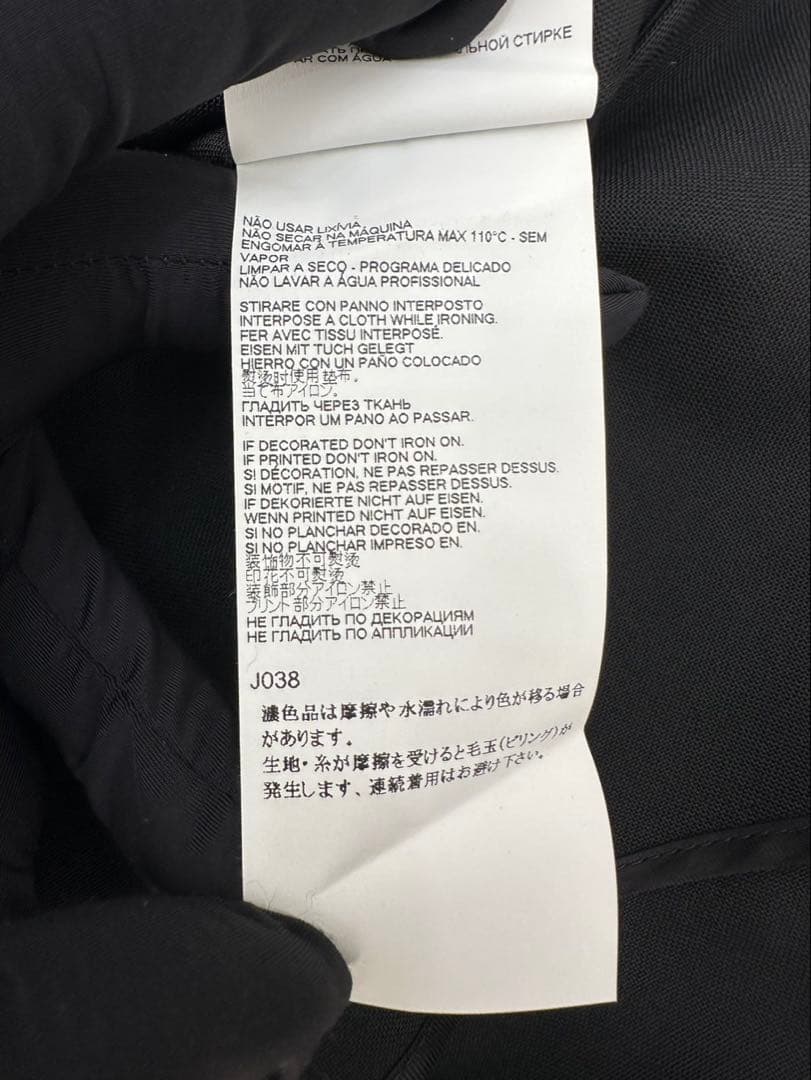 ЛЬНОЙ СТИРКЕ
AR COM ÁGUA
NÃO USAR LIXÍVIA
NÃO SECAR NA MÁQUINA
ENGOMAR À TEMPERATURA MAX 110°C - SEM
VAPOR
LIMPAR A SECO - PROGRAMA DELICADO
NÃO LAVAR A ÁGUA PROFISSIONAL
STIRARE CON PANNO INTERPOSTO
INTERPOSE A CLOTH WHILE IRONING.
FER AVEC TISSU INTERPOSÉ.
EISEN MIT TUCH GELEGT
HIERRO CON UN PAÑO COLOCADO
熨烫时使用垫布。
当て布アイロン。
ГЛАДИТЬ ЧЕРЕЗ ТКАНЬ
INTERPOR UM PANO AO PASSAR.
IF DECORATED DON'T IRON ON.
IF PRINTED DON'T IRON ON.
SI DÉCORATION, NE PAS REPASSER DESSUS.
SI MOTIF, NE PAS REPASSER DESSUS.
IF DEKORIERTE NICHT AUF EISEN.
WENN PRINTED NICHT AUF EISEN.
SI NO PLANCHAR DECORADO EN.
SI NO PLANCHAR IMPRESO EN.
装饰物不可熨烫
印花不可熨烫
装飾部分アイロン禁止
プリント部分アイロン禁止
НЕ ГЛАДИТЬ ПО ДЕКОРАЦИЯМ
НЕ ГЛАДИТЬ ПО АППЛИКАЦИИ
J038
濃色品は摩擦や水濡れにより色が移る場合
があります。
生地・糸が摩擦を受けると毛玉(ピリング)が
発生します、連続着用はお避け下さい。